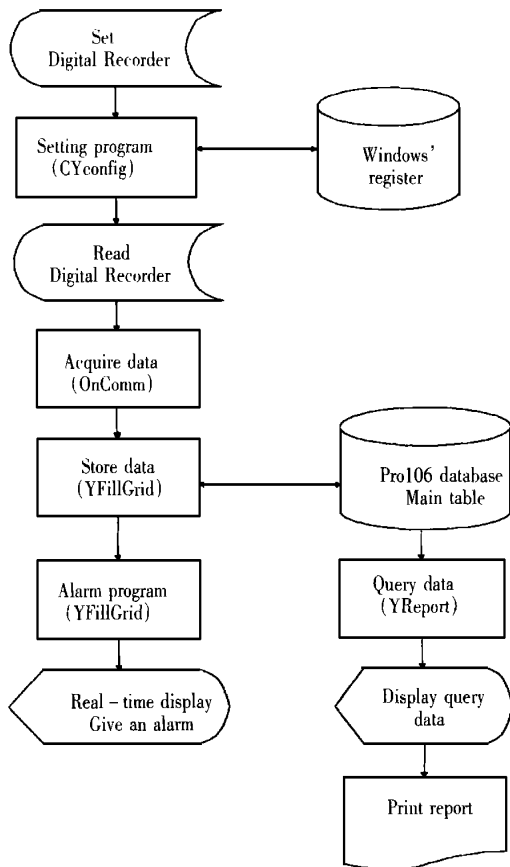 Set
Digital Recorder
Setting program
(CYconfig)
Windows'
register
Read
Digital Recorder
Acquire data
(OnComm)
Store data
(YFillGrid)
Pro106 database
Main table
Alarm program
(YFillGrid)
Query data
(YReport)
Real - time display
Give an alarm
Display query
data
Print report